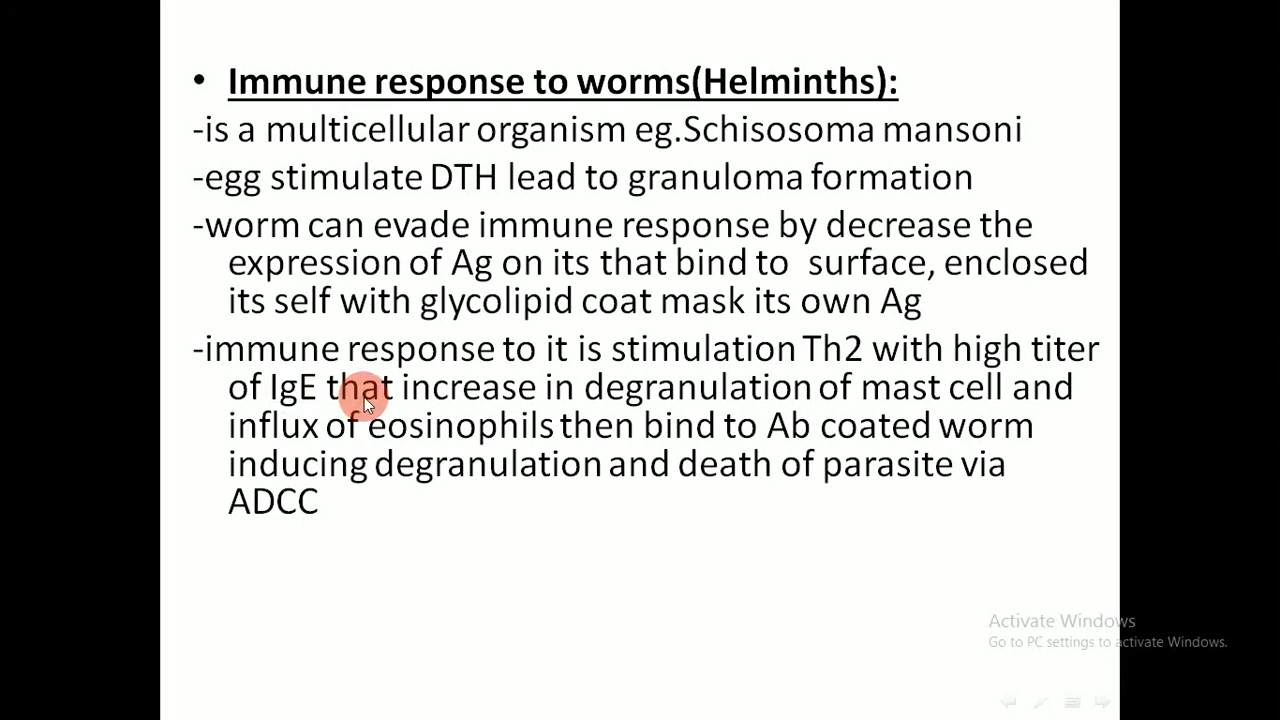 • Immune response to worms(Helminths):
-is a multicellular organism eg.Schisosoma mansoni
-egg stimulate DTH lead to granuloma formation
-worm can evade immune response by decrease the
expression of Ag on its that bind to surface, enclosed
its self with glycolipid coat mask its own Ag
-immune response to it is stimulation Th2 with high titer
of IgE that increase in degranulation of mast cell and
influx of eosinophils then bind to Ab coated worm
inducing degranulation and death of parasite via
ADCC
Activate Windows
Go to PC settings to activate Windows.